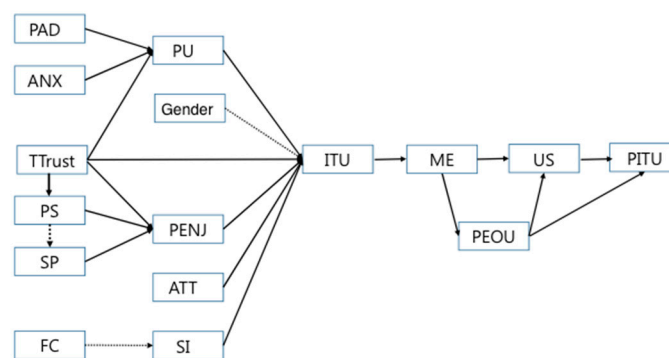 PAD
PU
ANX
Gender
TTrust
ITU
ME
US
PITU
PS
PENJ
PEOU
SP
ATT
FC
SI